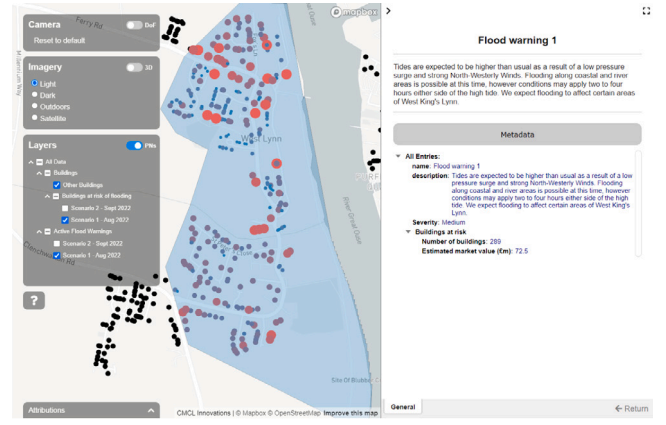 Camera
DoF
Reset to default
Imagery
3D
Light
Dark
Outdoors
Satellite
Layers
PNs
All Data
Buildings
Other Buildings
Buildings at risk of flooding
Scenario 2 - Sept 2022
Scenario 1 - Aug 2022
Active Flood Warnings
Scenario 2 - Sept 2022
Scenario 1 - Aug 2022
?
Attributions
Ferry Rd
mapbox
West Lynn
River Great Ouse
Site Of Blubber
CMCL Innovations | © Mapbox © OpenStreetMap Improve this map
Flood warning 1
Tides are expected to be higher than usual as a result of a low pressure
surge and strong North-Westerly Winds. Flooding along coastal and river
areas is possible at this time, however conditions may apply two to four
hours either side of the high tide. We expect flooding to affect certain areas
of West King's Lynn.
Metadata
All Entries:
name: Flood warning 1
description: Tides are expected to be higher than usual as a result of a low
pressure surge and strong North-Westerly Winds. Flooding
along coastal and river areas is possible at this time, however
conditions may apply two to four hours either side of the high
tide. We expect flooding to affect certain areas of West King's
Lynn.
Severity: Medium
Buildings at risk
Number of buildings: 289
Estimated market value (£m): 72.5
General
← Return